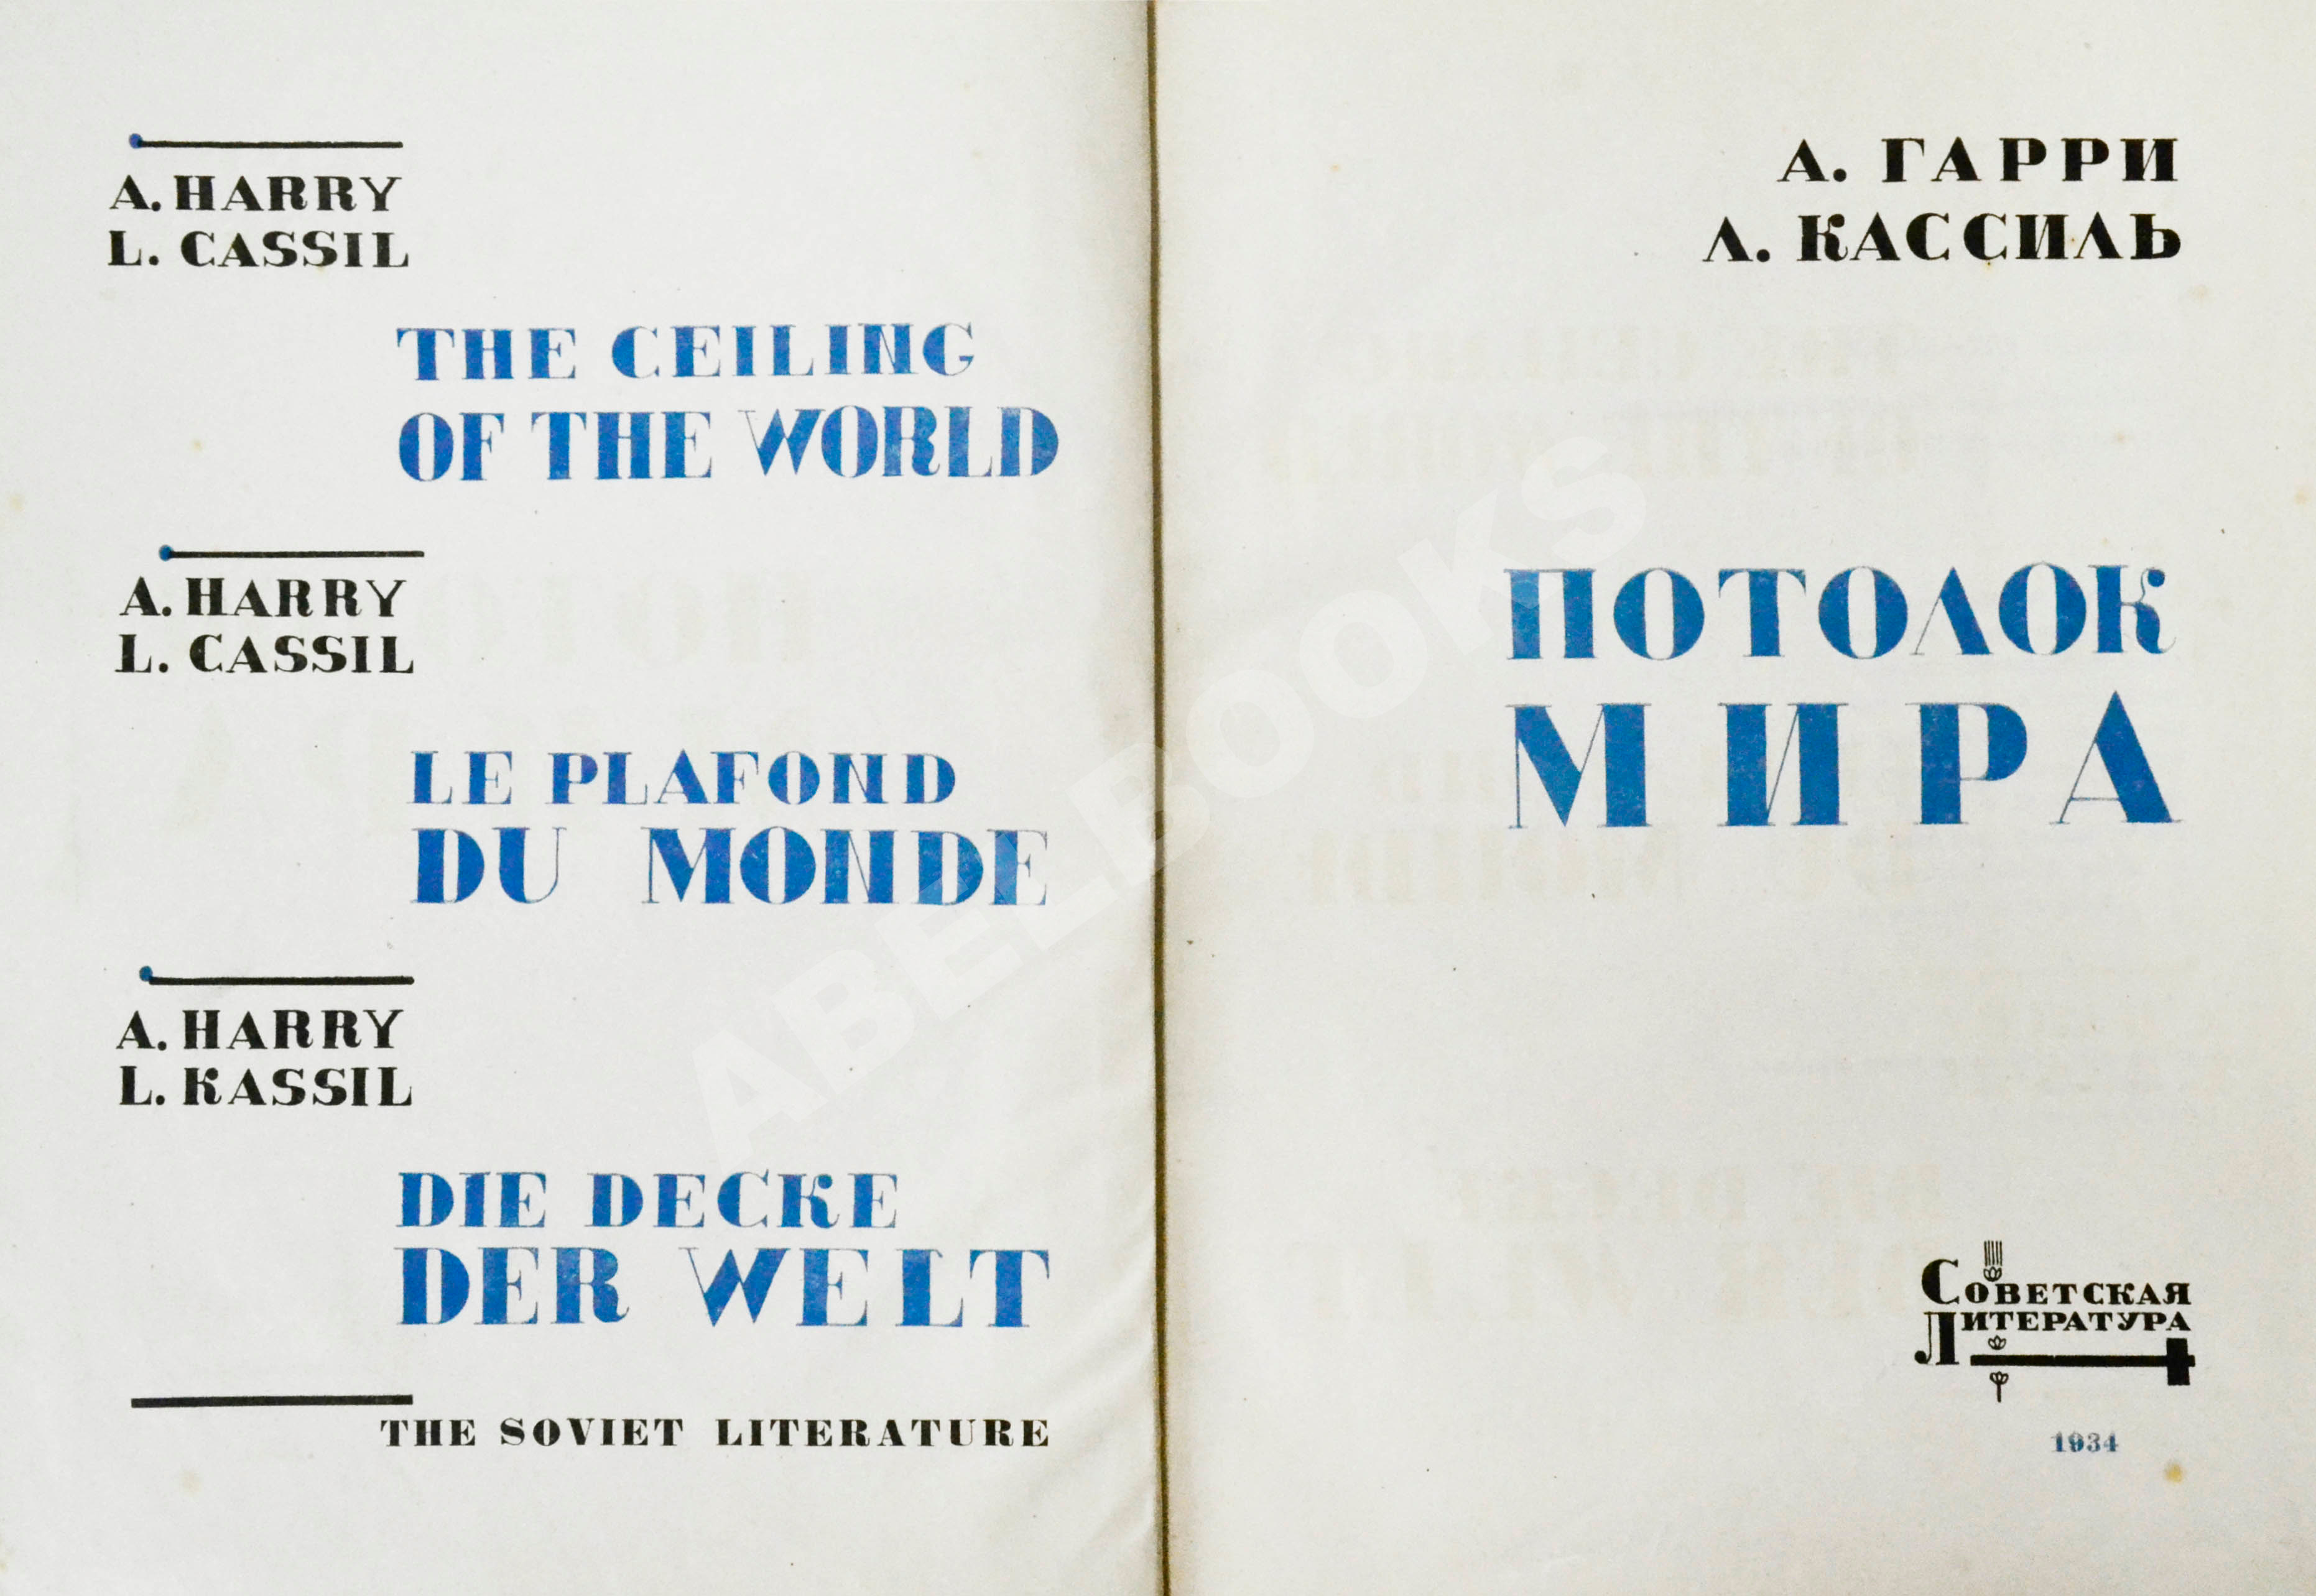 A. HARRY
L. CASSIL
THE CEILING
OF THE WORLD
A. HARRY
L. CASSIL
LE PLAFOND
DU MONDE
A. HARRY
L. KASSIL
DIE DECKE
DER WELT
THE SOVIET LITERATURE
А. ГАРРИ
Л. КАССИЛЬ
ПОТОЛОК
МИРА
СОВЕТСКАЯ
ЛИТЕРАТУРА
1934
ABELBOOKS